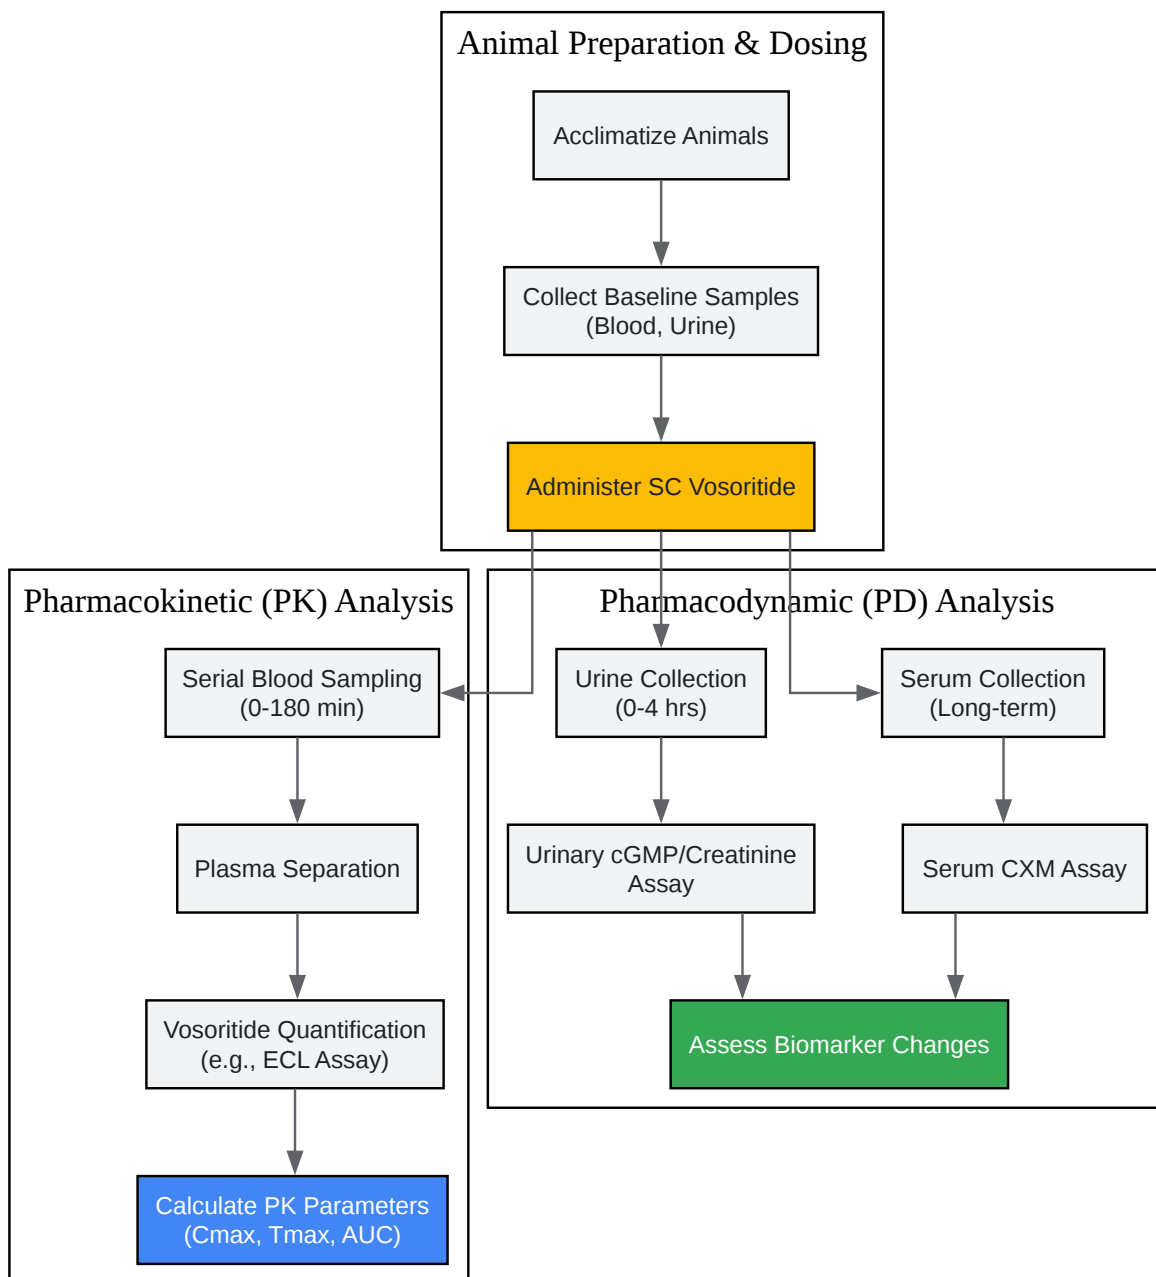 Animal Preparation & Dosing
Acclimatize Animals
Collect Baseline Samples
(Blood, Urine)
Administer SC Vosoritide
Pharmacokinetic (PK) Analysis
Serial Blood Sampling
(0-180 min)
Plasma Separation
Vosoritide Quantification
(e.g., ECL Assay)
Calculate PK Parameters
(Cmax, Tmax, AUC)
Pharmacodynamic (PD) Analysis
Urine Collection
(0-4 hrs)
Urinary cGMP/Creatinine
Assay
Serum Collection
(Long-term)
Serum CXM Assay
Assess Biomarker Changes